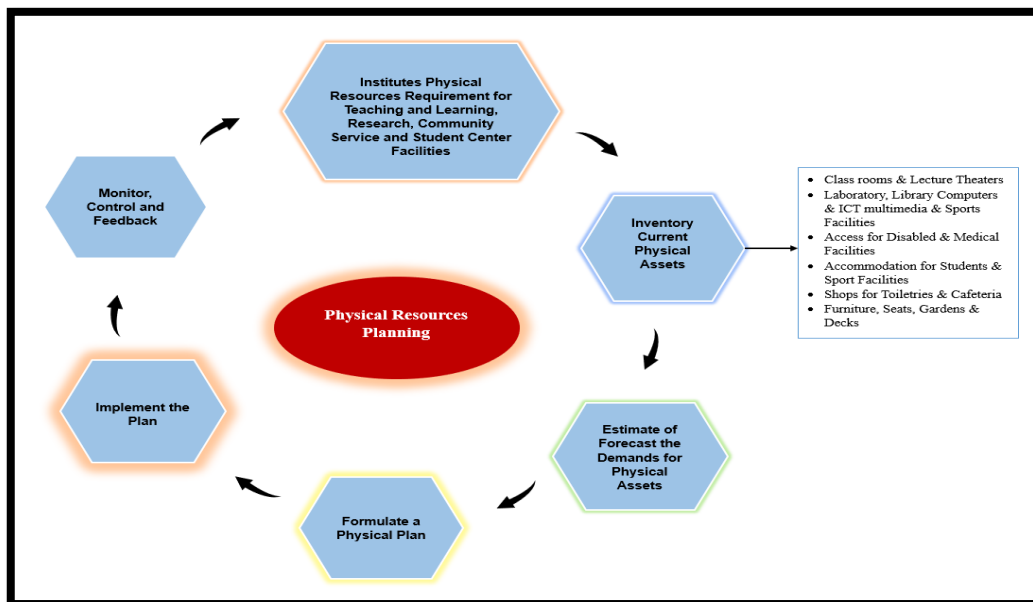 Institutes Physical
Resources Requirement for
Teaching and Learning,
Research, Community
Service and Student Center
Facilities
Monitor,
Control and
Feedback
Inventory
Current
Physical
Assets
• Class rooms & Lecture Theaters
• Laboratory, Library Computers
& ICT multimedia & Sports
Facilities
• Access for Disabled & Medical
Facilities
• Accommodation for Students &
Sport Facilities
• Shops for Toiletries & Cafeteria
• Furniture, Seats, Gardens &
Decks
Physical Resources
Planning
Implement the
Plan
Estimate of
Forecast the
Demands for
Physical
Assets
Formulate a
Physical Plan